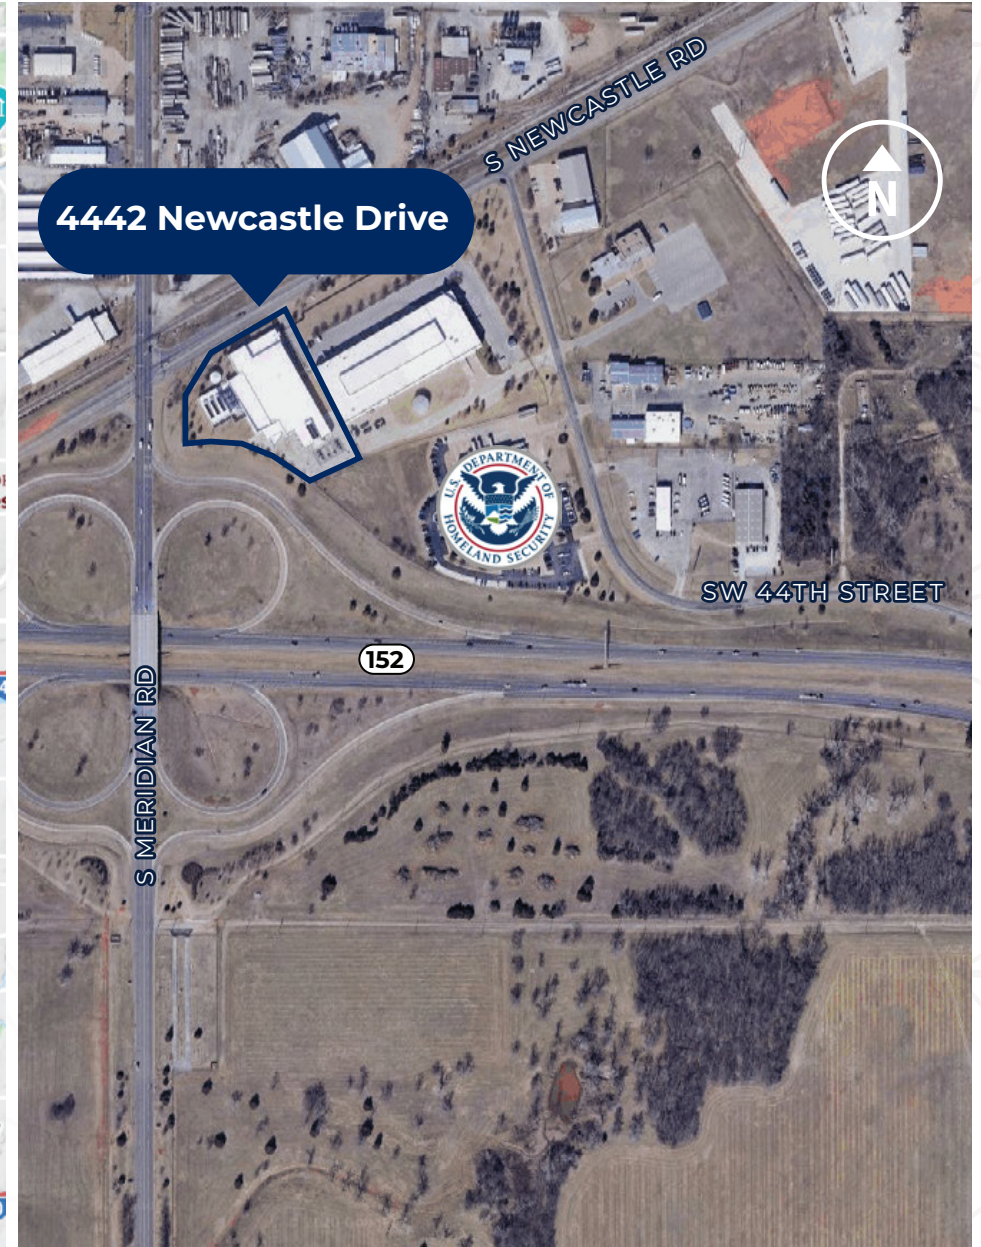 S NEWCASTLE RD
N
4442 Newcastle Drive
U.S. DEPARTMENT OF
HOMELAND SECURITY
SW 44TH STREET
152
S MERIDIAN RD